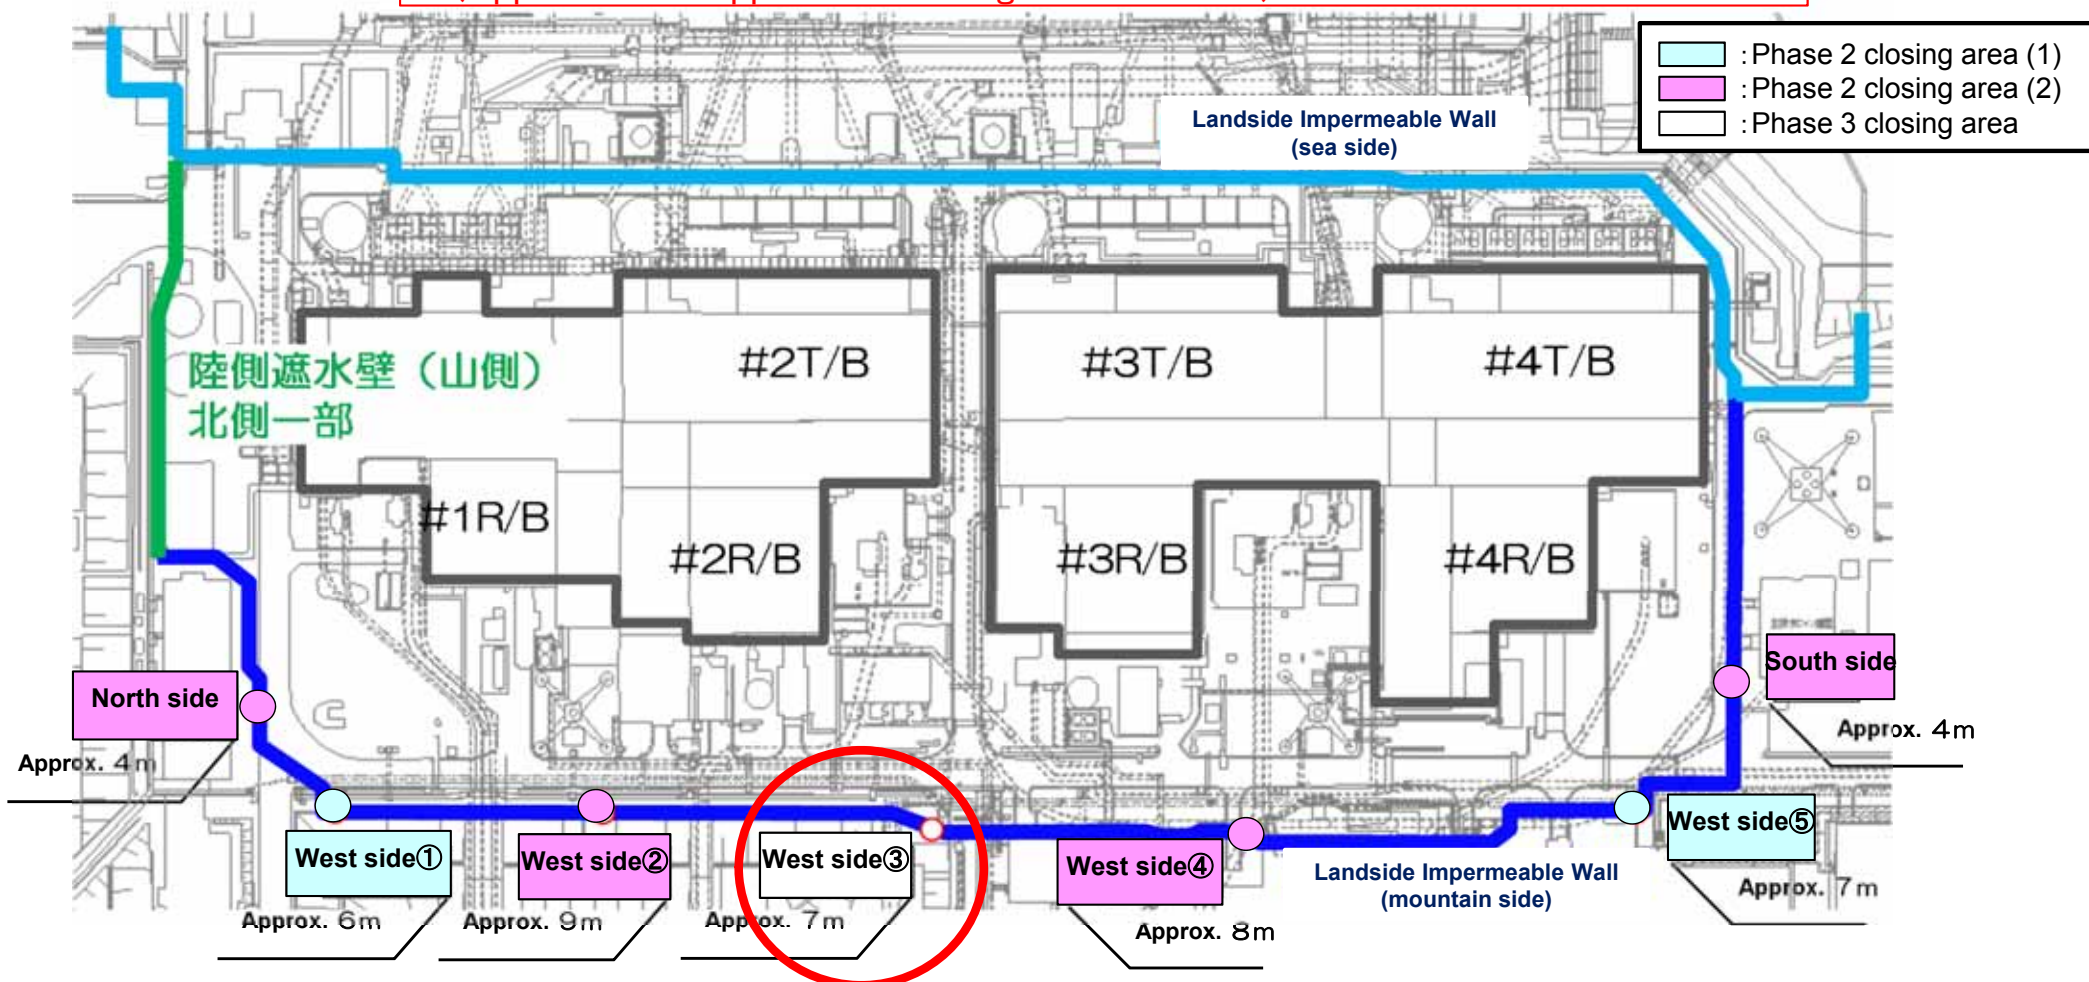 :Phase 2 closing area (1)
:Phase 2 closing area (2)
:Phase 3 closing area
Landside Impermeable Wall
(sea side)
陸側遮水壁（山側）
北側一部
#2T/B
#3T/B
#4T/B
#1R/B
#2R/B
#3R/B
#4R/B
North side
Approx. 4m
South side
Approx. 4m
West side①
Approx. 6m
West side②
Approx. 9m
West side③
Approx. 7m
West side④
Approx. 8m
West side⑤
Approx. 7m
Landside Impermeable Wall
(mountain side)